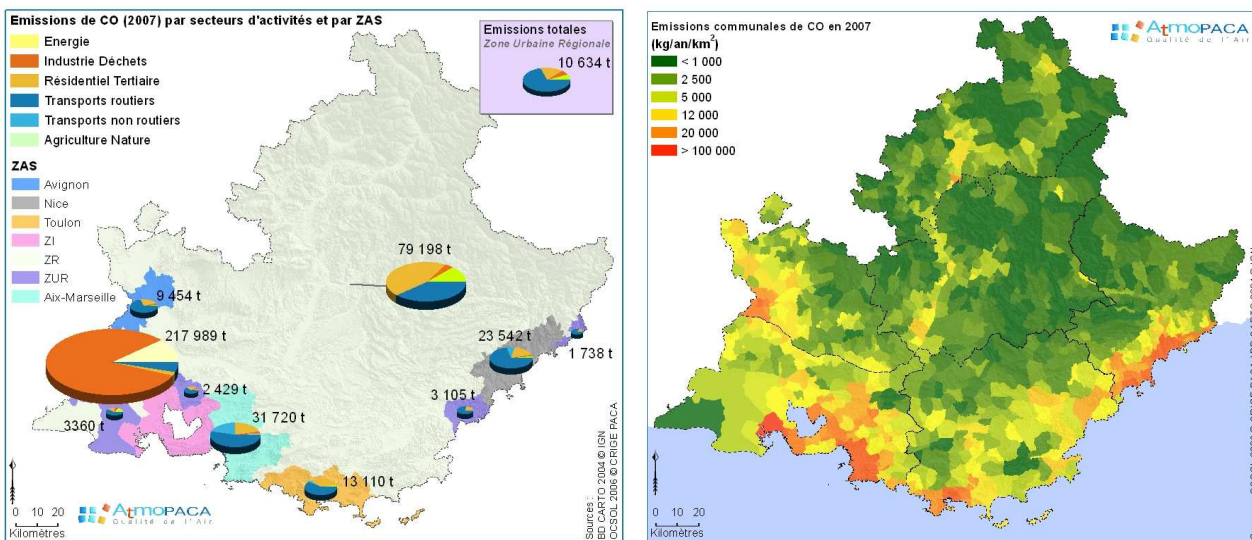 Emissions de CO (2007) par secteurs d'activités et par ZAS
Energie
Industrie Déchets
Résidentiel Tertiaire
Transports routiers
Transports non routiers
Agriculture Nature
ZAS
Avignon
Nice
Toulon
ZI
ZR
ZUR
Aix-Marseille
Emissions totales
Zone Urbaine Régionale
10 634 t
79 198 t
9 454 t
217 989 t
23 542 t
1 738 t
2 429 t
3 105 t
3360 t
31 720 t
13 110 t
0 10 20
Kilomètres
AtmoPACA
Qualité de l'Air
Sources :
BD CARTO 2004 © IGN
OCSOL 2006 © CRIGE PACA
Emissions communales de CO en 2007
(kg/an/km²)
< 1 000
2 500
5 000
12 000
20 000
> 100 000
AtmoPACA
Qualité de l'Air
0 10 20
Kilomètres